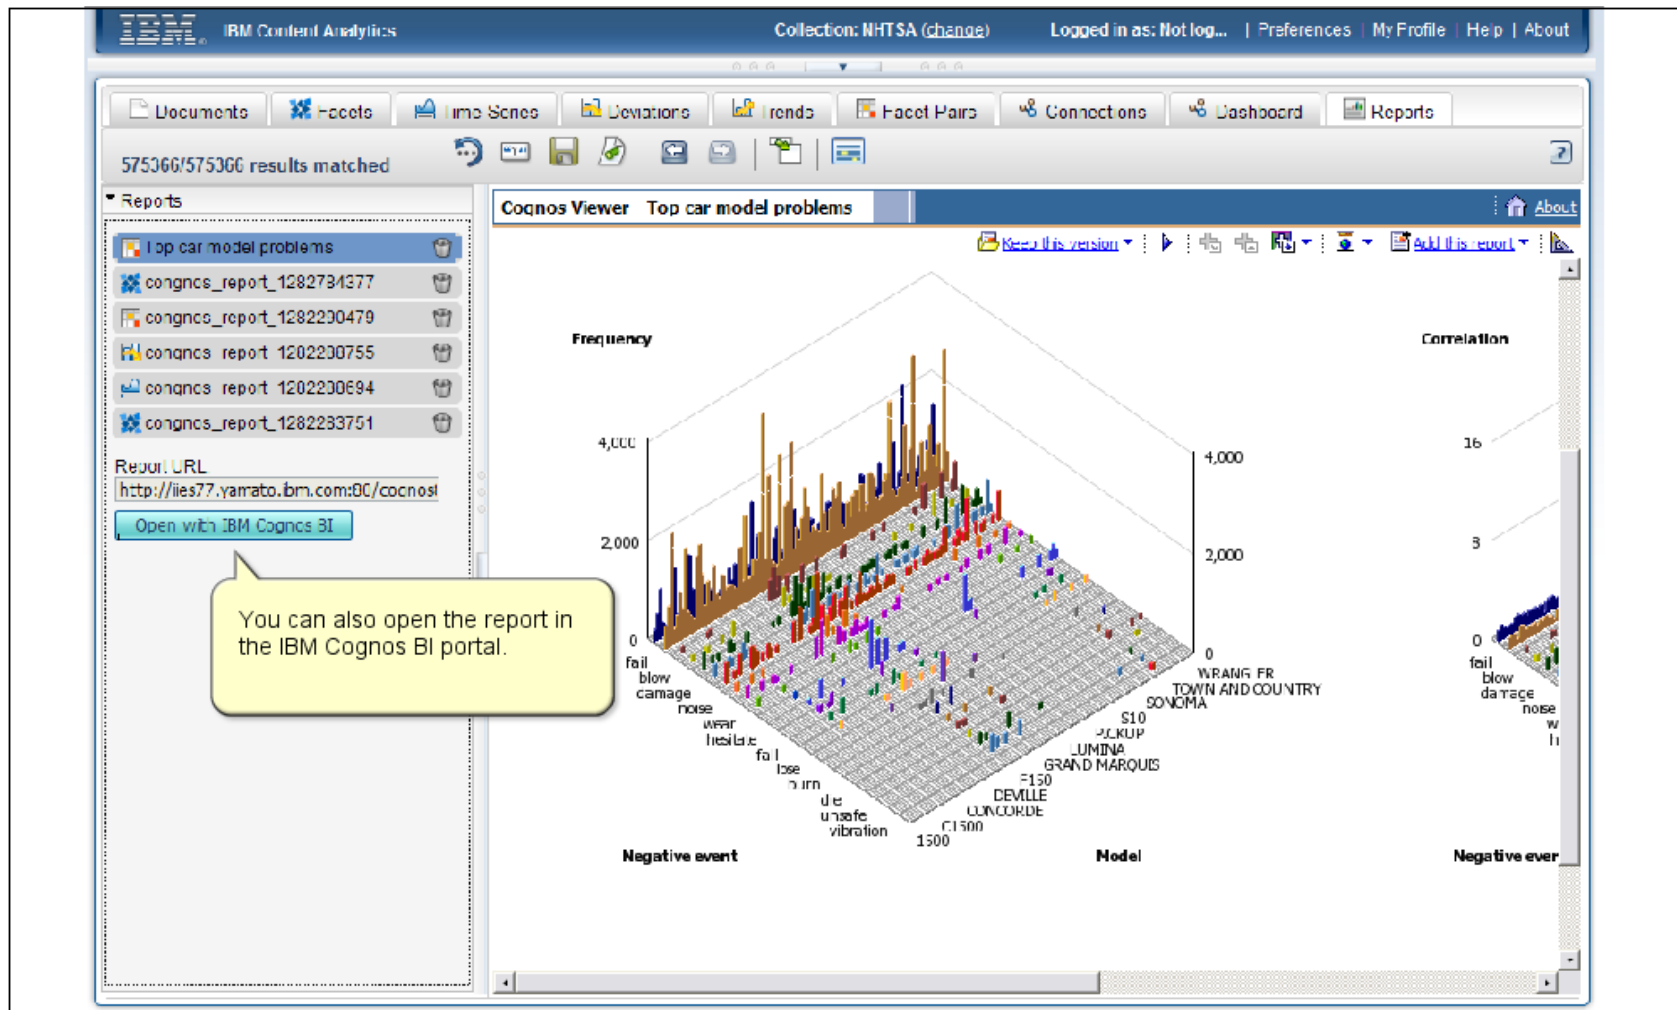 IBM IBM Content Analytics Collection: NHTSA (change) Logged in as: Not log... | Preferences | My Profile | Help | About
Documents Facets Time Series Deviations Trends Facet Pairs Connections Dashboard Reports
575366/575366 results matched
Reports
Cognos Viewer Top car model problems About
Keep this version Add this report
Top car model problems
congnos_report_1282784377
congnos_report_1282290479
congnos_report_1282280755
congnos_report_1282280694
congnos_report_1282283751
Report URL
http://iies77.yamato.ibm.com:80/cognos
Open with IBM Cognos BI
You can also open the report in
the IBM Cognos BI portal.
Frequency
4,000
2,000
0
4,000
2,000
0
fail
blow
damage
noise
wear
hesitate
fall
lose
burn
die
unsafe
vibration
Negative event
WRANGLER
TOWN AND COUNTRY
SONOMA
S10
PICKUP
LUMINA
GRAND MARQUIS
F150
DEVILLE
CONCORDE
C1500
1500
Model
Correlation
16
0
fail
blow
damage
noise
w
h
Negative ever